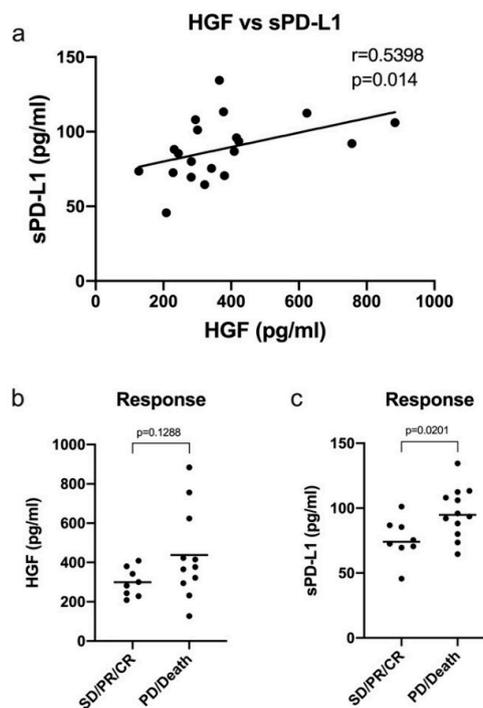 a
HGF vs sPD-L1
r=0.5398
p=0.014
150
100
50
0
sPD-L1 (pg/ml)
0 200 400 600 800 1000
HGF (pg/ml)
b
Response
p=0.1288
1000
800
600
400
200
0
HGF (pg/ml)
SD/PR/CR PD/Death
c
Response
p=0.0201
150
100
50
0
sPD-L1 (pg/ml)
SD/PR/CR PD/Death